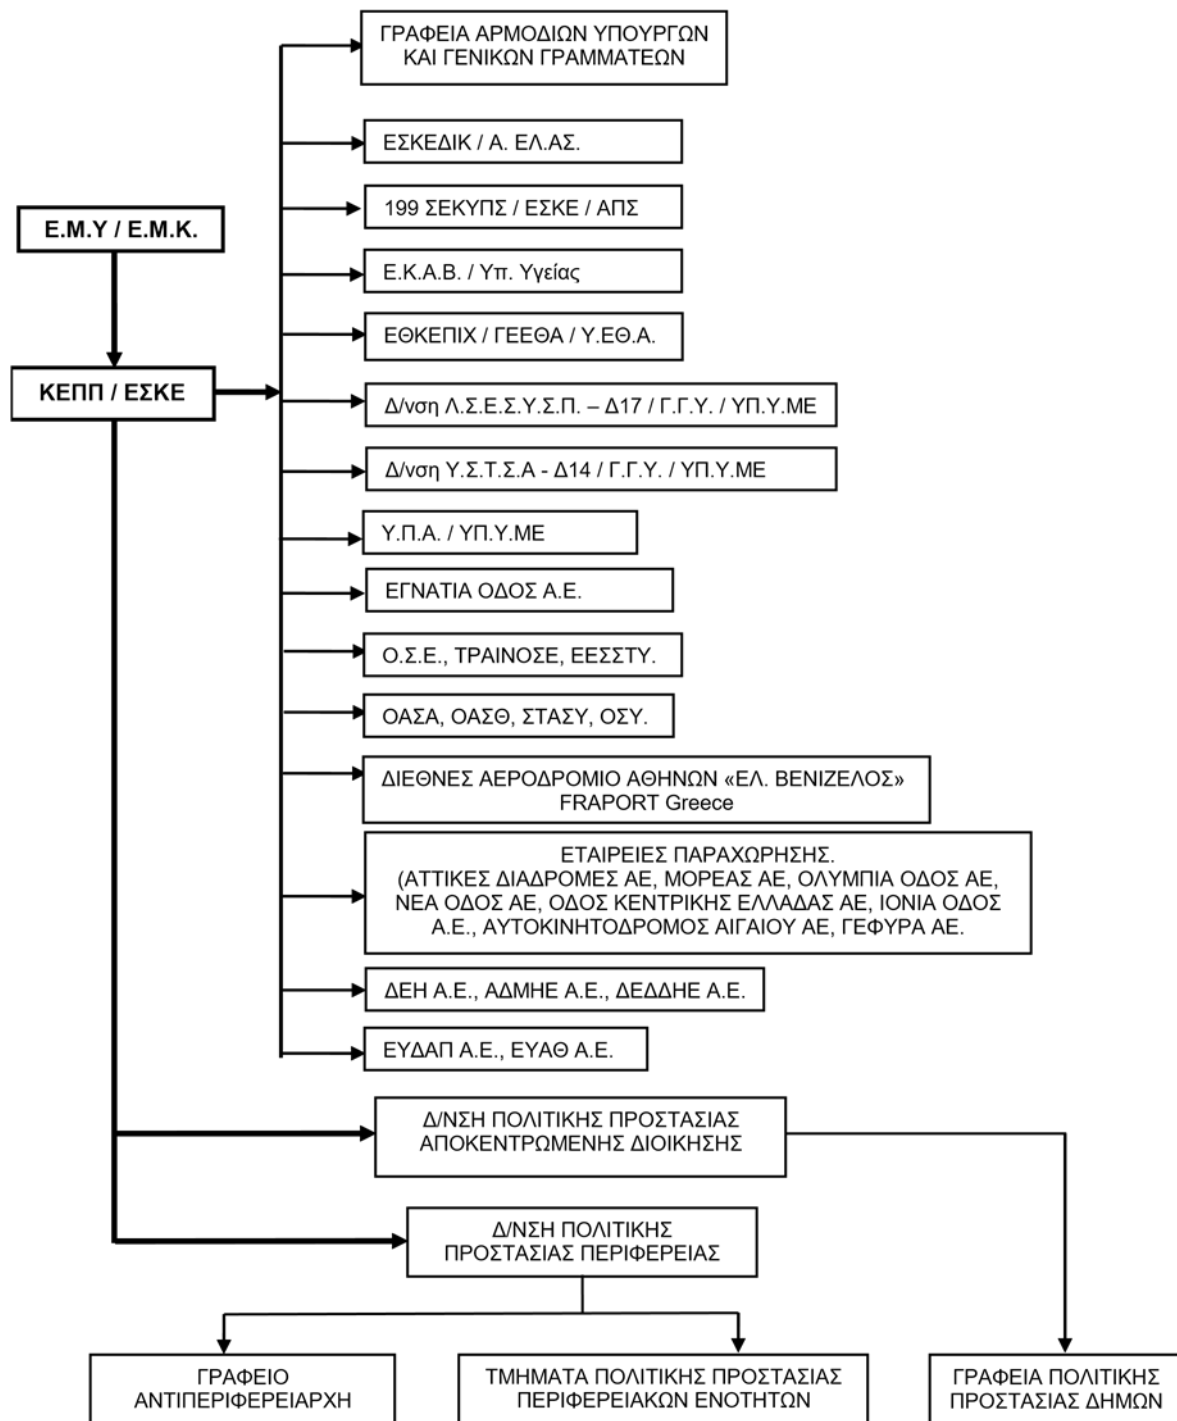 ΓΡΑΦΕΙΑ ΑΡΜΟΔΙΩΝ ΥΠΟΥΡΓΩΝ
ΚΑΙ ΓΕΝΙΚΩΝ ΓΡΑΜΜΑΤΕΩΝ
ΕΣΚΕΔΙΚ / Α. ΕΛ.ΑΣ.
199 ΣΕΚΥΠΣ / ΕΣΚΕ / ΑΠΣ
Ε.Μ.Υ / Ε.Μ.Κ.
Ε.Κ.Α.Β. / Υπ. Υγείας
ΕΘΚΕΠΙΧ / ΓΕΕΘΑ / Υ.ΕΘ.Α.
ΚΕΠΠ / ΕΣΚΕ
Δ/νση Λ.Σ.Ε.Σ.Υ.Σ.Π. – Δ17 / Γ.Γ.Υ. / ΥΠ.Υ.ΜΕ
Δ/νση Υ.Σ.Τ.Σ.Α - Δ14 / Γ.Γ.Υ. / ΥΠ.Υ.ΜΕ
Υ.Π.Α. / ΥΠ.Υ.ΜΕ
ΕΓΝΑΤΙΑ ΟΔΟΣ Α.Ε.
Ο.Σ.Ε., ΤΡΑΙΝΟΣΕ, ΕΕΣΣΤΥ.
ΟΑΣΑ, ΟΑΣΘ, ΣΤΑΣΥ, ΟΣΥ.
ΔΙΕΘΝΕΣ ΑΕΡΟΔΡΟΜΙΟ ΑΘΗΝΩΝ «ΕΛ. ΒΕΝΙΖΕΛΟΣ»
FRAPORT Greece
ΕΤΑΙΡΕΙΕΣ ΠΑΡΑΧΩΡΗΣΗΣ.
(ΑΤΤΙΚΕΣ ΔΙΑΔΡΟΜΕΣ ΑΕ, ΜΟΡΕΑΣ ΑΕ, ΟΛΥΜΠΙΑ ΟΔΟΣ ΑΕ,
ΝΕΑ ΟΔΟΣ ΑΕ, ΟΔΟΣ ΚΕΝΤΡΙΚΗΣ ΕΛΛΑΔΑΣ ΑΕ, ΙΟΝΙΑ ΟΔΟΣ
Α.Ε., ΑΥΤΟΚΙΝΗΤΟΔΡΟΜΟΣ ΑΙΓΑΙΟΥ ΑΕ, ΓΕΦΥΡΑ ΑΕ.
ΔΕΗ Α.Ε., ΑΔΜΗΕ Α.Ε., ΔΕΔΔΗΕ Α.Ε.
ΕΥΔΑΠ Α.Ε., ΕΥΑΘ Α.Ε.
Δ/ΝΣΗ ΠΟΛΙΤΙΚΗΣ ΠΡΟΣΤΑΣΙΑΣ
ΑΠΟΚΕΝΤΡΩΜΕΝΗΣ ΔΙΟΙΚΗΣΗΣ
Δ/ΝΣΗ ΠΟΛΙΤΙΚΗΣ
ΠΡΟΣΤΑΣΙΑΣ ΠΕΡΙΦΕΡΕΙΑΣ
ΓΡΑΦΕΙΟ
ΑΝΤΙΠΕΡΙΦΕΡΕΙΑΡΧΗ
ΤΜΗΜΑΤΑ ΠΟΛΙΤΙΚΗΣ ΠΡΟΣΤΑΣΙΑΣ
ΠΕΡΙΦΕΡΕΙΑΚΩΝ ΕΝΟΤΗΤΩΝ
ΓΡΑΦΕΙΑ ΠΟΛΙΤΙΚΗΣ
ΠΡΟΣΤΑΣΙΑΣ ΔΗΜΩΝ